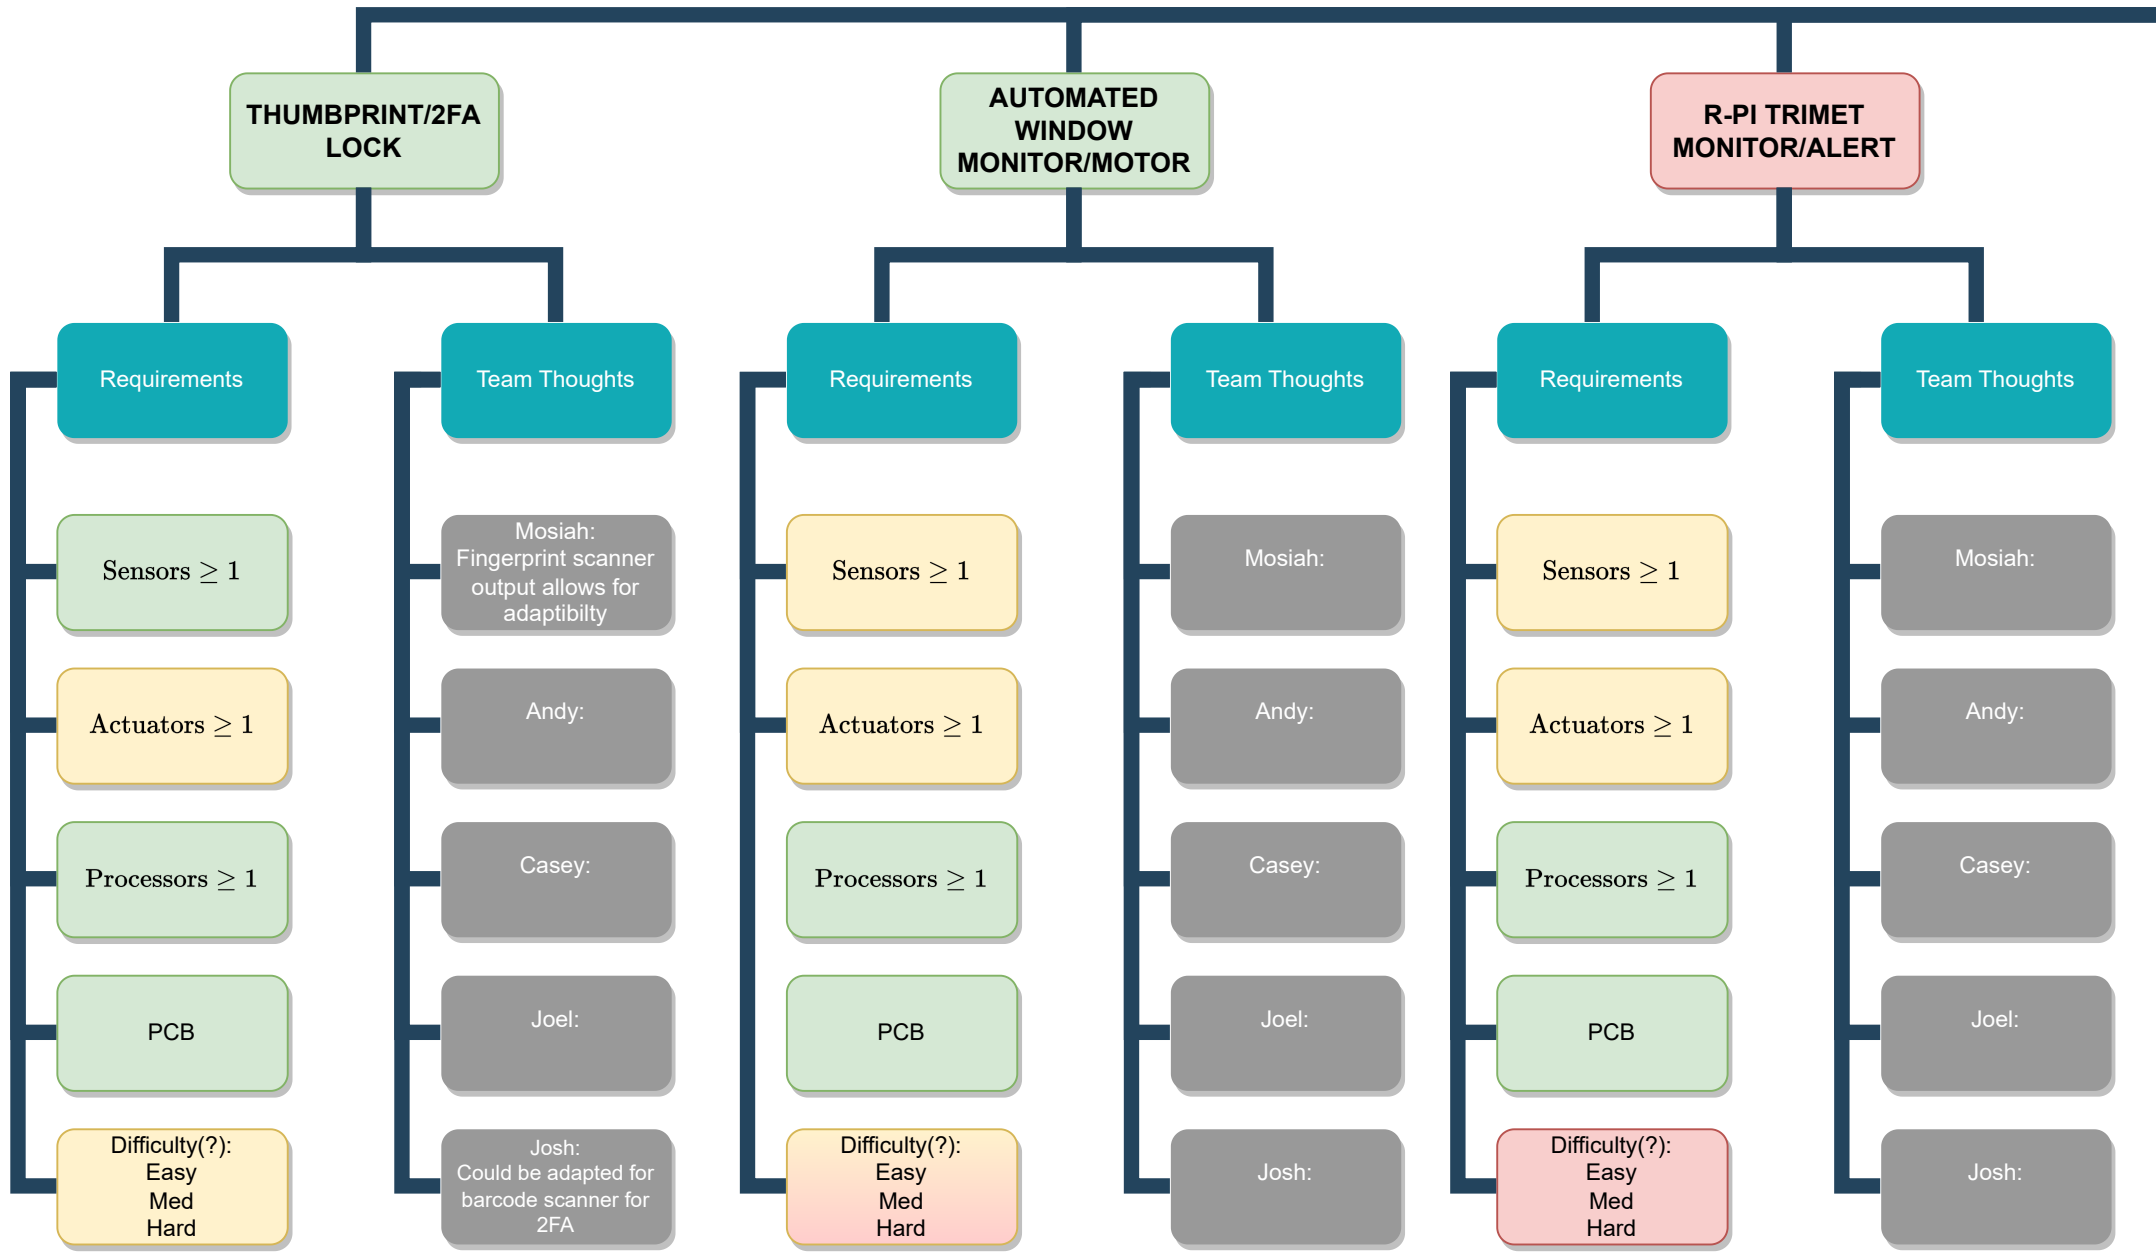 THUMBPRINT/2FA
LOCK
AUTOMATED
WINDOW
MONITOR/MOTOR
R-PI TRIMET
MONITOR/ALERT
Requirements
Team Thoughts
Requirements
Team Thoughts
Requirements
Team Thoughts
Sensors ≥ 1
Mosiah:
Fingerprint scanner
output allows for
adaptibilty
Sensors ≥ 1
Mosiah:
Sensors ≥ 1
Mosiah:
Actuators ≥ 1
Andy:
Actuators ≥ 1
Andy:
Actuators ≥ 1
Andy:
Processors ≥ 1
Casey:
Processors ≥ 1
Casey:
Processors ≥ 1
Casey:
PCB
Joel:
PCB
Joel:
PCB
Joel:
Difficulty(?):
Easy
Med
Hard
Josh:
Could be adapted for
barcode scanner for
2FA
Difficulty(?):
Easy
Med
Hard
Josh:
Difficulty(?):
Easy
Med
Hard
Josh: